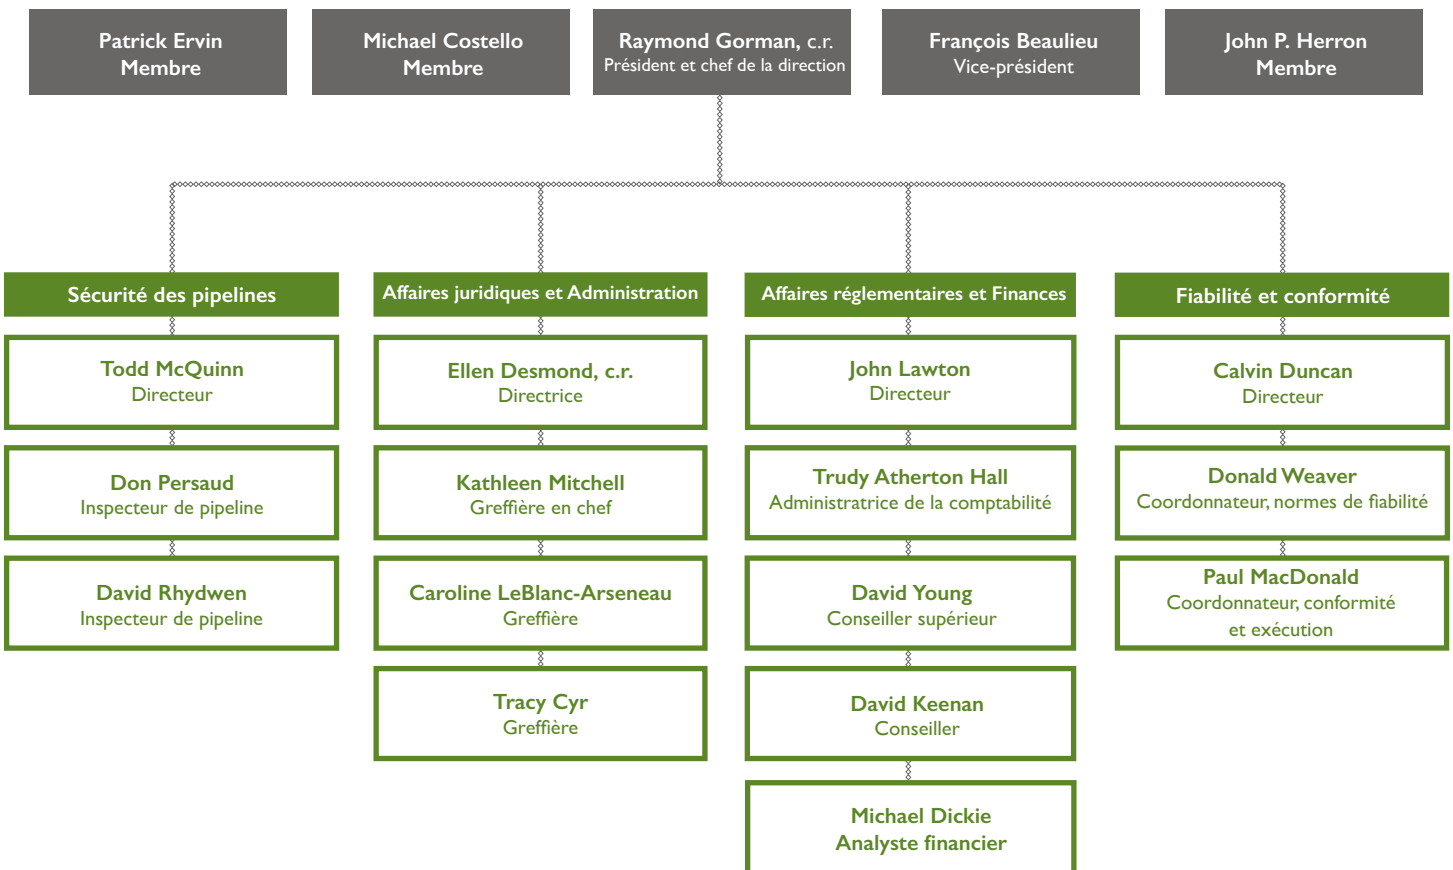 Patrick Ervin
Membre
Michael Costello
Membre
Raymond Gorman, c.r.
Président et chef de la direction
François Beaulieu
Vice-président
John P. Herron
Membre
Sécurité des pipelines
Todd McQuinn
Directeur
Don Persaud
Inspecteur de pipeline
David Rhydwen
Inspecteur de pipeline
Affaires juridiques et Administration
Ellen Desmond, c.r.
Directrice
Kathleen Mitchell
Greffière en chef
Caroline LeBlanc-Arseneau
Greffière
Tracy Cyr
Greffière
Affaires réglementaires et Finances
John Lawton
Directeur
Trudy Atherton Hall
Administratrice de la comptabilité
David Young
Conseiller supérieur
David Keenan
Conseiller
Michael Dickie
Analyste financier
Fiabilité et conformité
Calvin Duncan
Directeur
Donald Weaver
Coordonnateur, normes de fiabilité
Paul MacDonald
Coordonnateur, conformité
et exécution